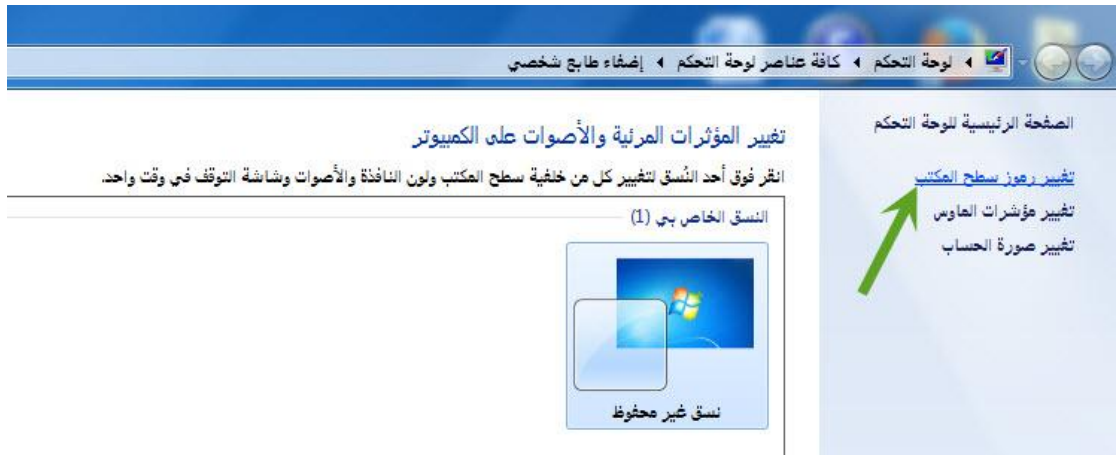 لوحة التحكم
كافة عناصر لوحة التحكم
إضفاء طابع شخصي
الصفحة الرئيسية للوحة التحكم
تغيير رموز سطح المكتب
تغيير مؤشرات الماوس
تغيير صورة الحساب
تغيير المؤثرات المرئية والأصوات على الكمبيوتر
انقر فوق أحد النُسق لتغيير كل من خلفية سطح المكتب ولون النافذة والأصوات وشاشة التوقف في وقت واحد.
النسق الخاص بي (1)
نسق غير محفوظ